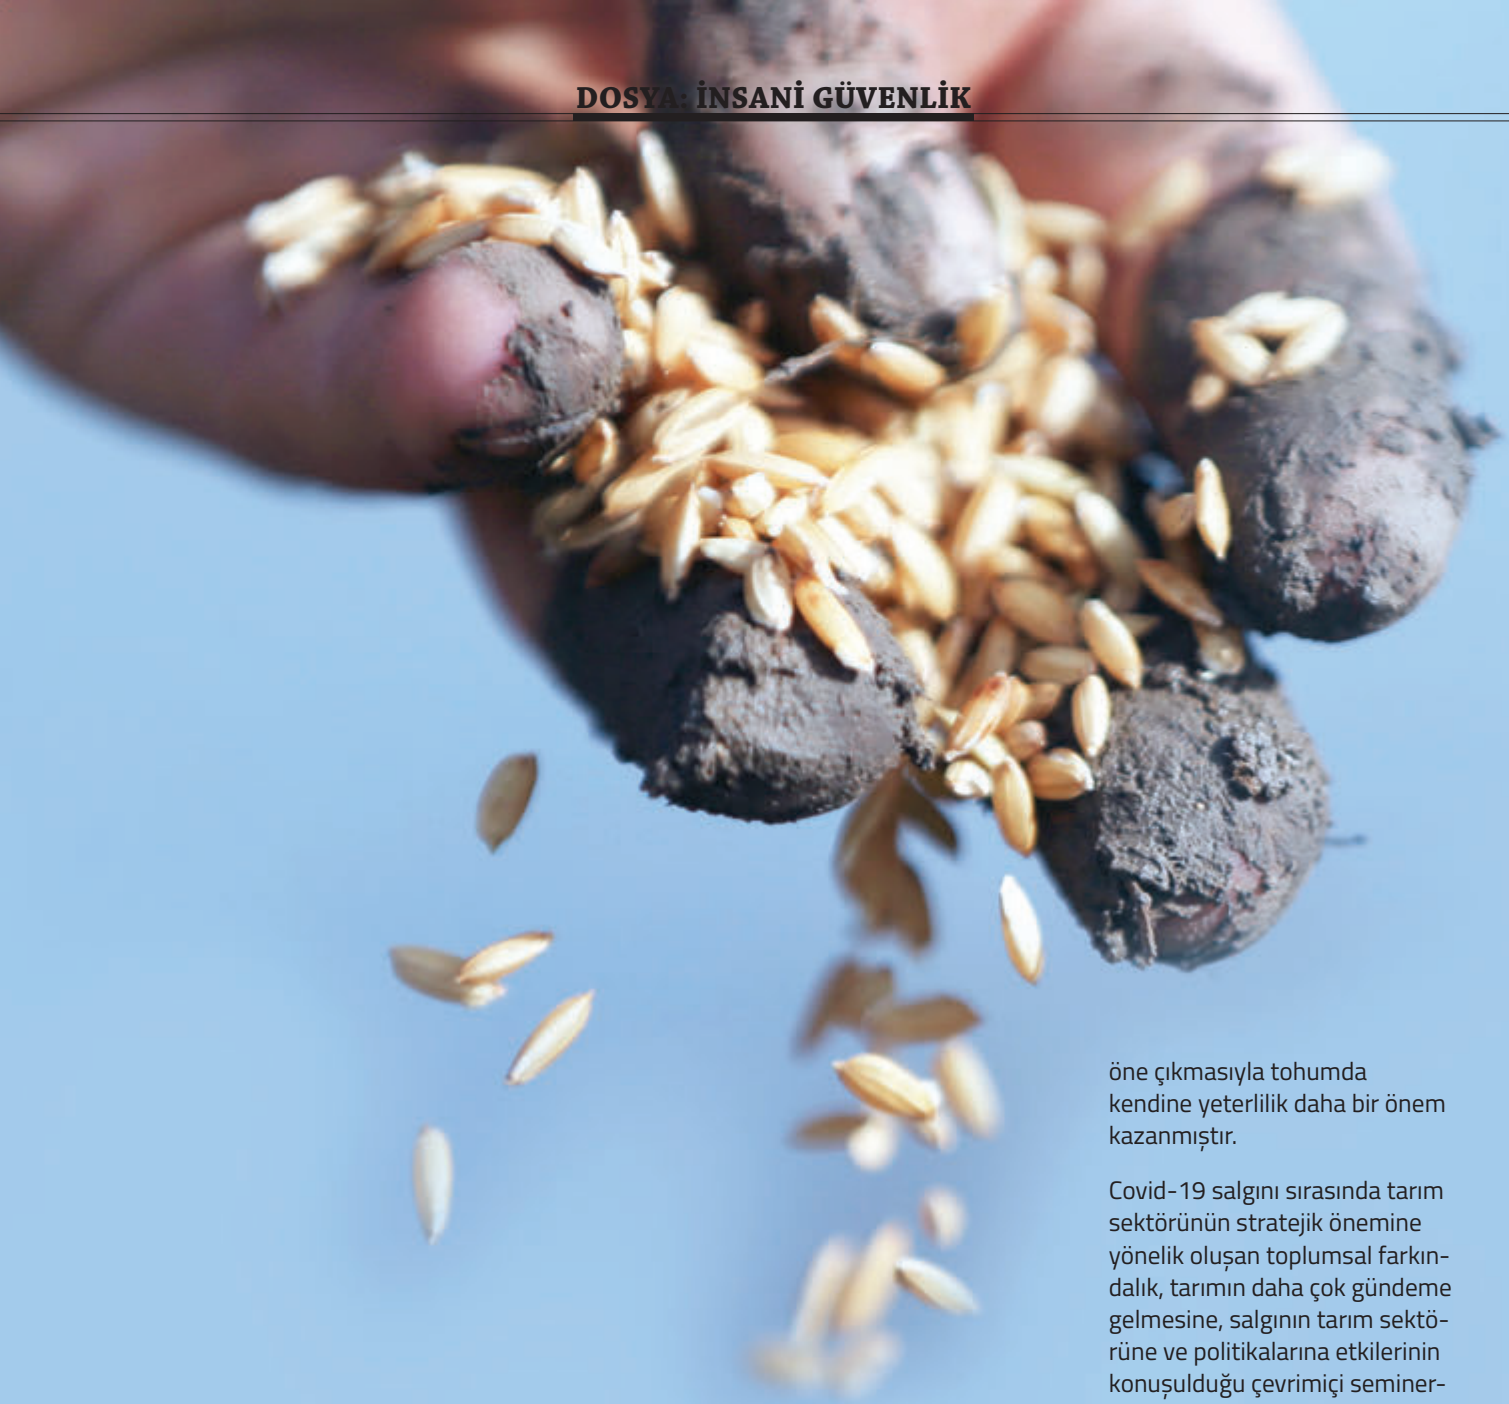 DOSYA: İNSANİ GÜVENLİK
öne çıkmasıyla tohumda
kendine yeterlilik daha bir önem
kazanmıştır.
Covid-19 salgını sırasında tarım
sektörünün stratejik önemine
yönelik oluşan toplumsal farkın-
dalık, tarımın daha çok gündeme
gelmesine, salgının tarım sektö-
rüne ve politikalarına etkilerinin
konuşulduğu çevrimiçi seminer-